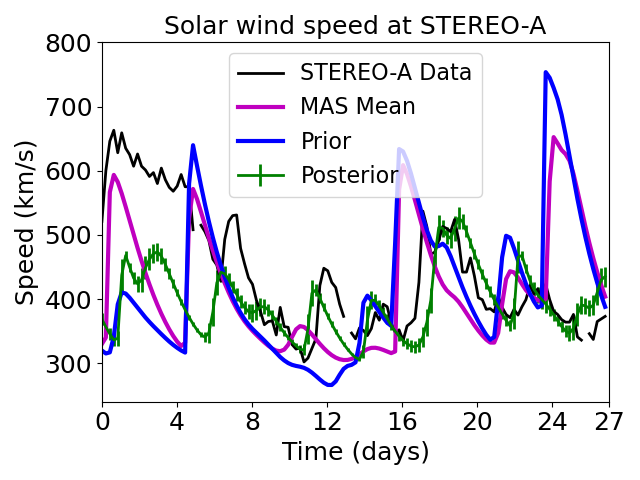 Solar wind speed at STEREO-A
800
700
600
500
400
300
Speed (km/s)
STEREO-A Data
MAS Mean
Prior
Posterior
0 4 8 12 16 20 24 27
Time (days)